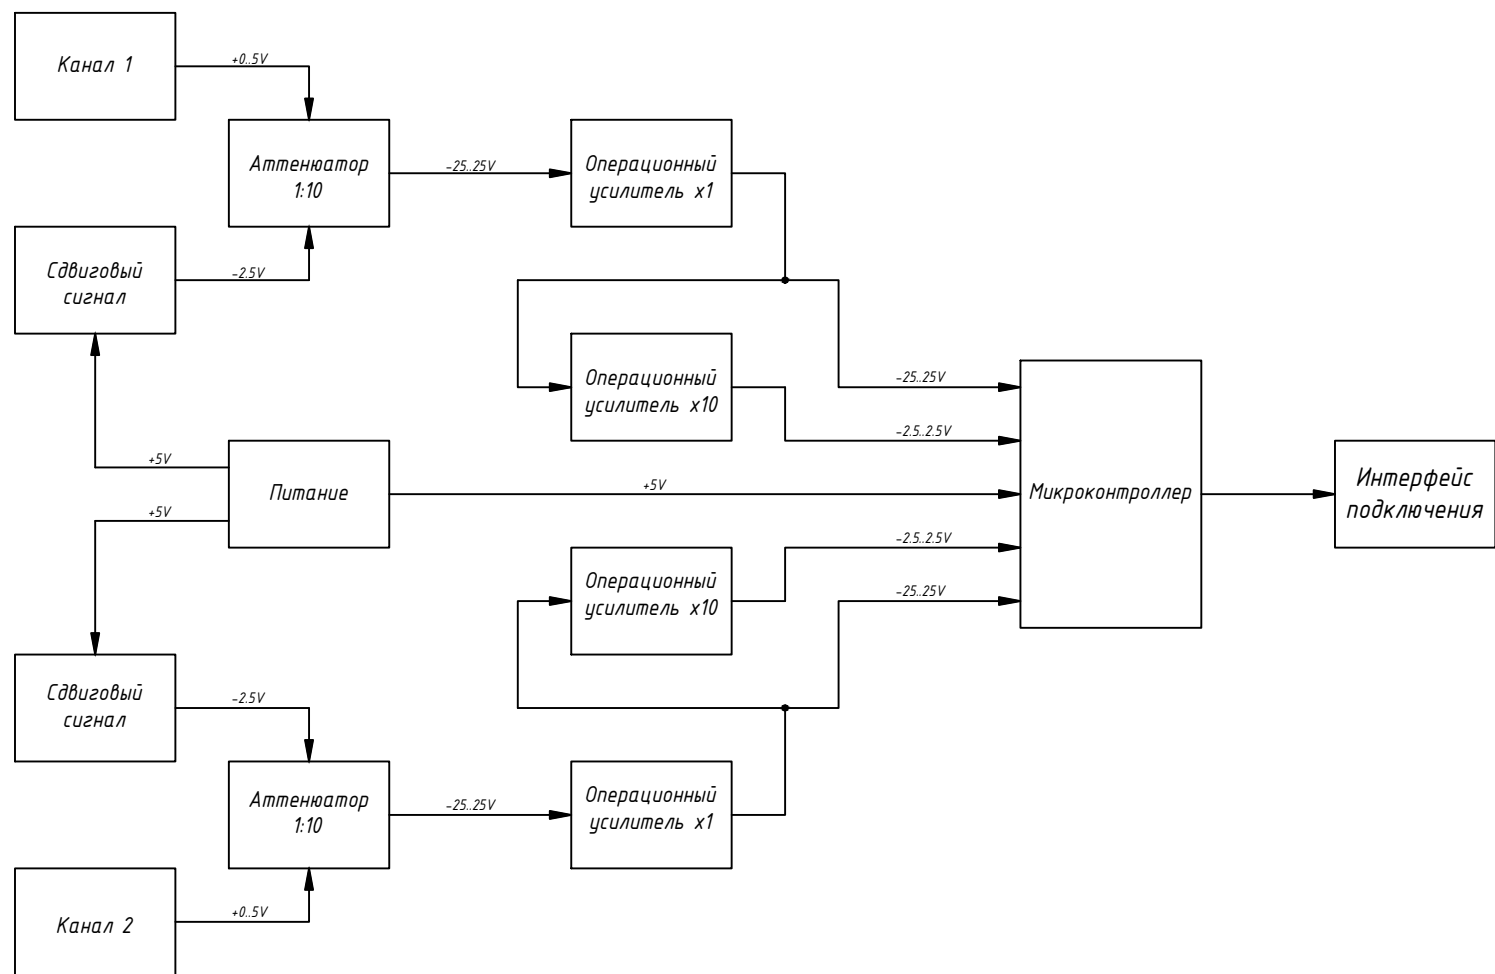 Канал 1
+0..5V
Аттенюатор
1:10
-25..25V
Операционный
усилитель x1
Сдвиговый
сигнал
-2.5V
Операционный
усилитель x10
-25..25V
-2.5..2.5V
+5V
+5V
Питание
+5V
Микроконтроллер
Интерфейс
подключения
Операционный
усилитель x10
-2.5..2.5V
-25..25V
Сдвиговый
сигнал
-2.5V
Аттенюатор
1:10
-25..25V
Операционный
усилитель x1
Канал 2
+0..5V